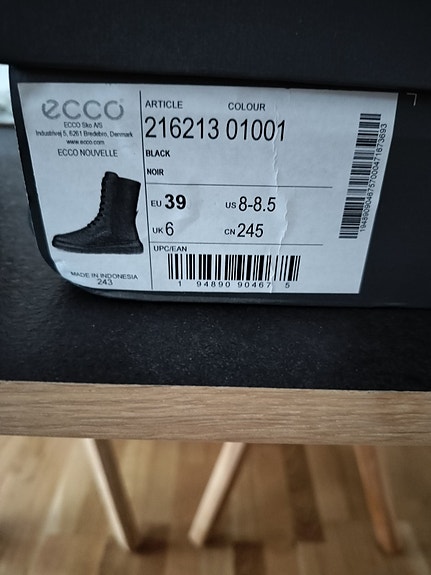 ecco
ECCO Sko A/S
Industrivej 5, 6261 Bredebro, Denmark
www.ecco.com
ECCO NOUVELLE
MADE IN INDONESIA
243
ARTICLE COLOUR
216213 01001
BLACK
NOIR
EU 39 US 8-8.5
UK 6 CN 245
UPC/EAN
1 94890 90467 5
1948909046757000471673693